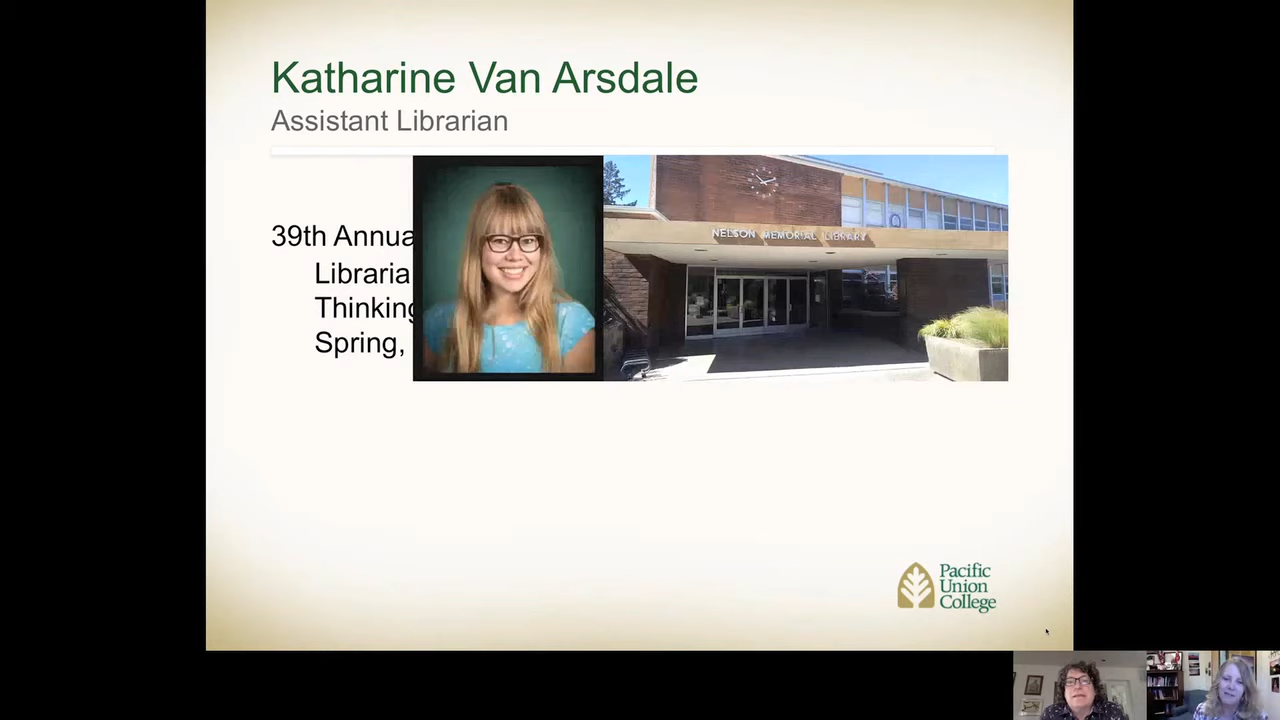 Katharine Van Arsdale
Assistant Librarian
39th Annua
Libraria
Thinking
Spring,
NELSON MEMORIAL LIBRARY
Pacific
Union
College